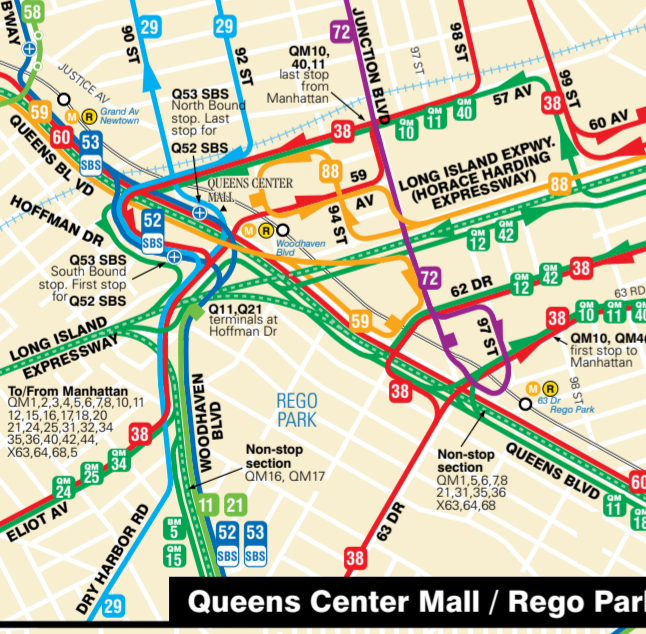 58
B'WAY
JUSTICE AV
59
60
M R
Grand Av
Newtown
53
SBS
QUEENS BLVD
90 ST
29
29
92 ST
Q53 SBS
North Bound
stop. Last
stop for
Q52 SBS
72
JUNCTION BLVD
QM10,
40,11
last stop
from
Manhattan
97 ST
98 ST
99 ST
38
QM
10
QM
11
QM
40
57 AV
38
60 AV
QUEENS CENTER
MALL
88
59
AV
94 ST
LONG ISLAND EXPWY.
(HORACE HARDING
EXPRESSWAY)
88
HOFFMAN DR
52
SBS
M R
Woodhaven
Blvd
QM
12
QM
42
Q53 SBS
South Bound
stop. First
stop
for Q52 SBS
72
62 DR
QM
12
QM
42
38
63 RD
Q11,Q21
terminals at
Hoffman Dr
59
97 ST
38
QM
10
QM
11
QM
40
LONG ISLAND
EXPRESSWAY
QM10, QM4
first stop to
Manhattan
98 ST
To/From Manhattan
QM1,2,3,4,5,6,7,8,10,11
12,15,16,17,18,20
21,24,25,31,32,34
35,36,40,42,44,
X63,64,68,5
38
M R
63 Dr
Rego Park
REGO
PARK
WOODHAVEN
BLVD
38
QM
34
QM
25
QM
24
ELIOT AV
Non-stop
section
QM16, QM17
Non-stop
section
QM1,5,6,7,8
21,31,35,36
X63,64,68
QUEENS BLVD
60
QM
11
QM
18
11
21
BM
5
QM
15
52
SBS
53
SBS
63 DR
38
DRY HARBOR RD
29
Queens Center Mall / Rego Park